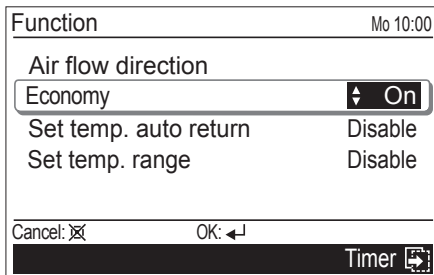 Function Mo 10:00
Air flow direction
Economy On
Set temp. auto return Disable
Set temp. range Disable
Cancel: OK:
Timer